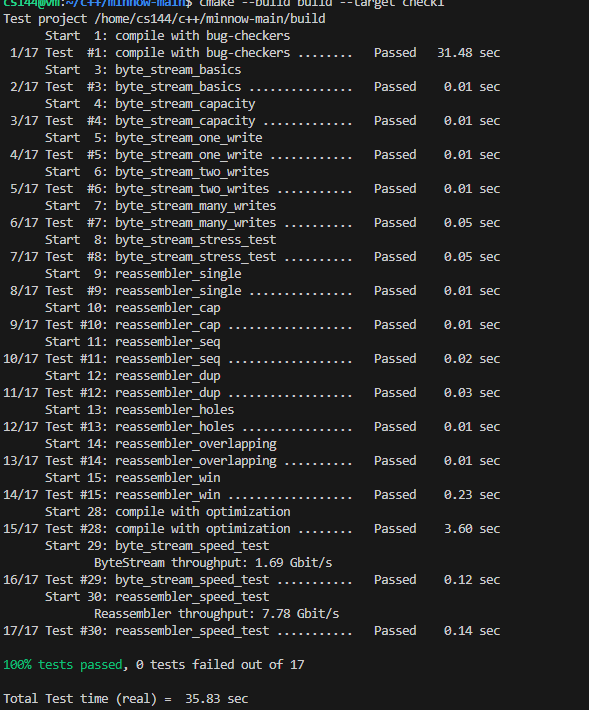 cs144@vm:~/c++/minnow-main$ cmake --build build --target check1
Test project /home/cs144/c++/minnow-main/build
      Start  1: compile with bug-checkers
 1/17 Test  #1: compile with bug-checkers ........   Passed   31.48 sec
      Start  3: byte_stream_basics
 2/17 Test  #3: byte_stream_basics ...............   Passed    0.01 sec
      Start  4: byte_stream_capacity
 3/17 Test  #4: byte_stream_capacity .............   Passed    0.01 sec
      Start  5: byte_stream_one_write
 4/17 Test  #5: byte_stream_one_write ............   Passed    0.01 sec
      Start  6: byte_stream_two_writes
 5/17 Test  #6: byte_stream_two_writes ...........   Passed    0.01 sec
      Start  7: byte_stream_many_writes
 6/17 Test  #7: byte_stream_many_writes ..........   Passed    0.05 sec
      Start  8: byte_stream_stress_test
 7/17 Test  #8: byte_stream_stress_test ..........   Passed    0.05 sec
      Start  9: reassembler_single
 8/17 Test  #9: reassembler_single ...............   Passed    0.01 sec
      Start 10: reassembler_cap
 9/17 Test #10: reassembler_cap ..................   Passed    0.01 sec
      Start 11: reassembler_seq
10/17 Test #11: reassembler_seq ..................   Passed    0.02 sec
      Start 12: reassembler_dup
11/17 Test #12: reassembler_dup ..................   Passed    0.03 sec
      Start 13: reassembler_holes
12/17 Test #13: reassembler_holes ................   Passed    0.01 sec
      Start 14: reassembler_overlapping
13/17 Test #14: reassembler_overlapping ..........   Passed    0.01 sec
      Start 15: reassembler_win
14/17 Test #15: reassembler_win ..................   Passed    0.23 sec
      Start 28: compile with optimization
15/17 Test #28: compile with optimization ........   Passed    3.60 sec
      Start 29: byte_stream_speed_test
             ByteStream throughput: 1.69 Gbit/s
16/17 Test #29: byte_stream_speed_test ...........   Passed    0.12 sec
      Start 30: reassembler_speed_test
             Reassembler throughput: 7.78 Gbit/s
17/17 Test #30: reassembler_speed_test ...........   Passed    0.14 sec

100% tests passed, 0 tests failed out of 17

Total Test time (real) =  35.83 sec